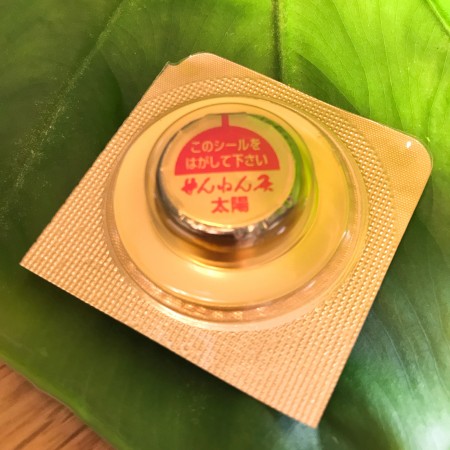 このシールを
はがして下さい
せんねん灸
太陽